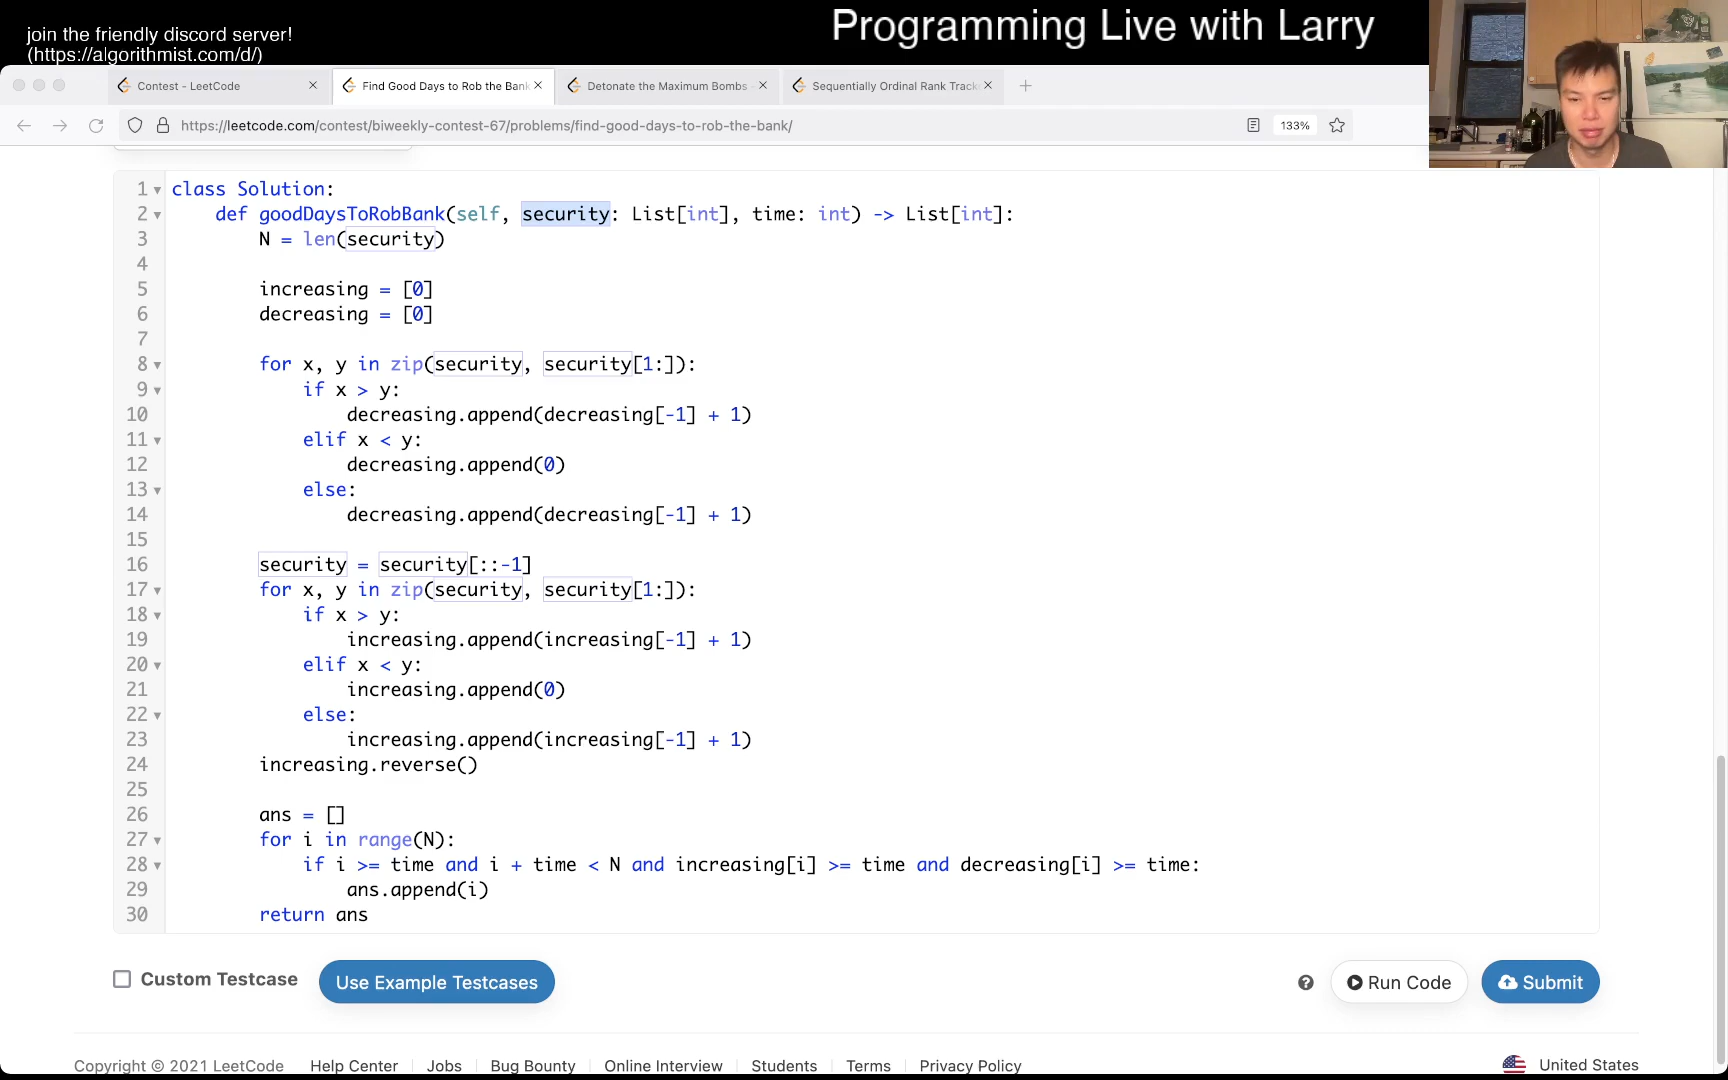 join the friendly discord server!
(https://algorithmist.com/d/)
Programming Live with Larry
Contest - LeetCode
Find Good Days to Rob the Bank
Detonate the Maximum Bombs -
Sequentially Ordinal Rank Track
https://leetcode.com/contest/biweekly-contest-67/problems/find-good-days-to-rob-the-bank/
133%
1 class Solution:
2 def goodDaysToRobBank(self, security: List[int], time: int) -> List[int]:
3 N = len(security)
4
5 increasing = [0]
6 decreasing = [0]
7
8 for x, y in zip(security, security[1:]):
9 if x > y:
10 decreasing.append(decreasing[-1] + 1)
11 elif x < y:
12 decreasing.append(0)
13 else:
14 decreasing.append(decreasing[-1] + 1)
15
16 security = security[::-1]
17 for x, y in zip(security, security[1:]):
18 if x > y:
19 increasing.append(increasing[-1] + 1)
20 elif x < y:
21 increasing.append(0)
22 else:
23 increasing.append(increasing[-1] + 1)
24 increasing.reverse()
25
26 ans = []
27 for i in range(N):
28 if i >= time and i + time < N and increasing[i] >= time and decreasing[i] >= time:
29 ans.append(i)
30 return ans
Custom Testcase
Use Example Testcases
?
Run Code
Submit
Copyright © 2021 LeetCode
Help Center
Jobs
Bug Bounty
Online Interview
Students
Terms
Privacy Policy
United States